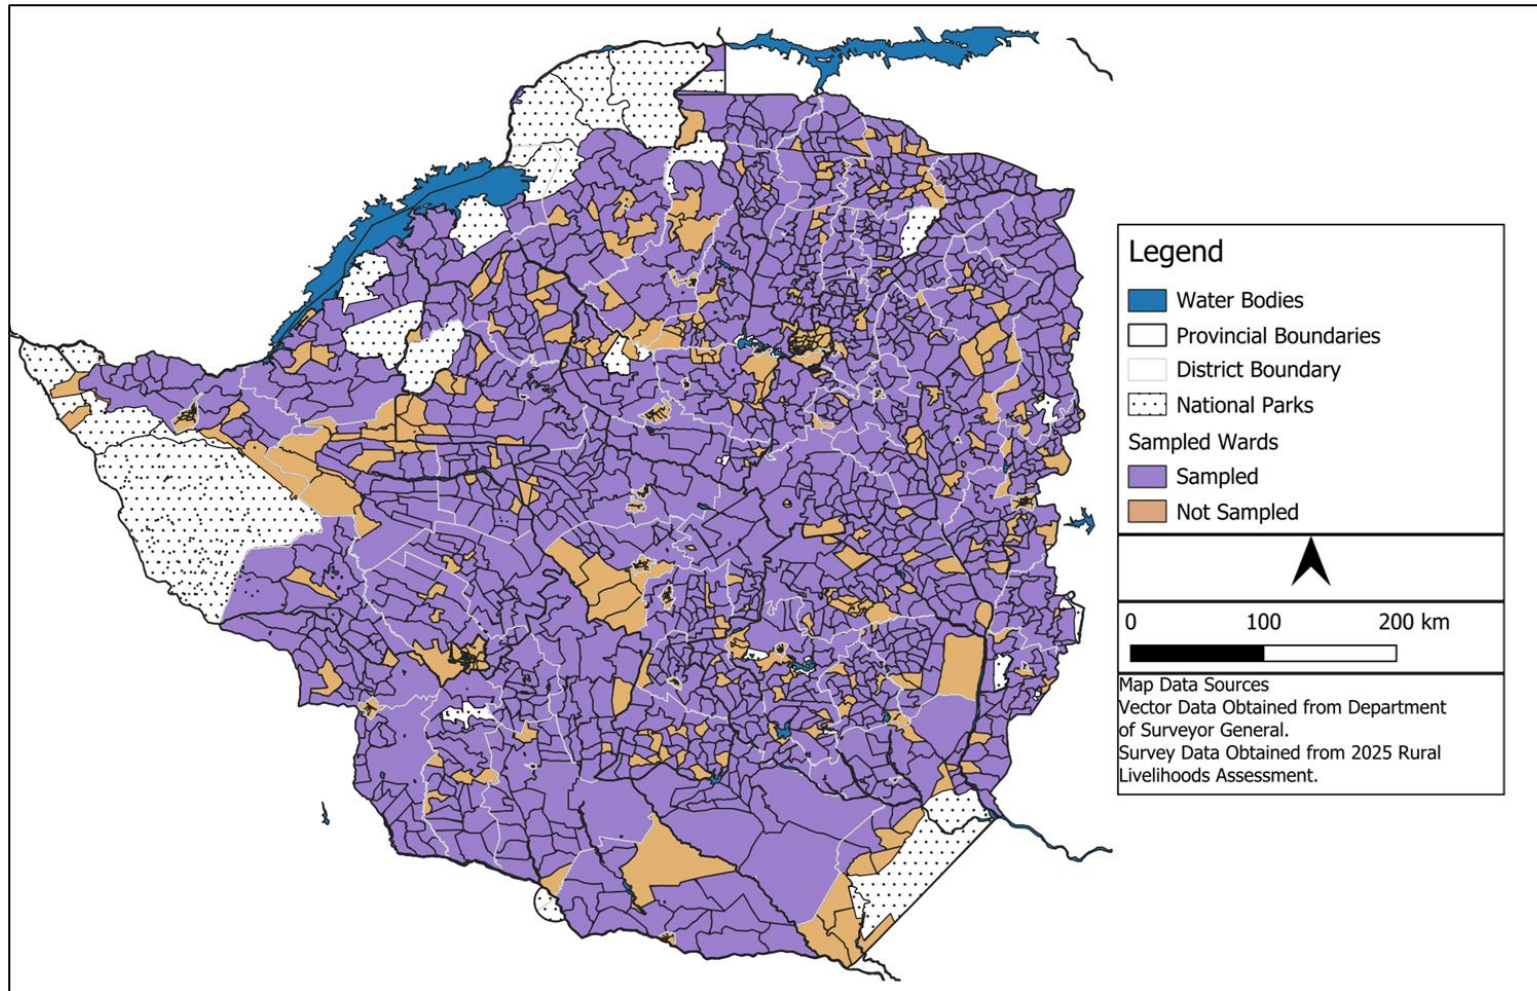 Legend
Water Bodies
Provincial Boundaries
District Boundary
National Parks
Sampled Wards
Sampled
Not Sampled
0 100 200 km
Map Data Sources
Vector Data Obtained from Department
of Surveyor General.
Survey Data Obtained from 2025 Rural
Livelihoods Assessment.